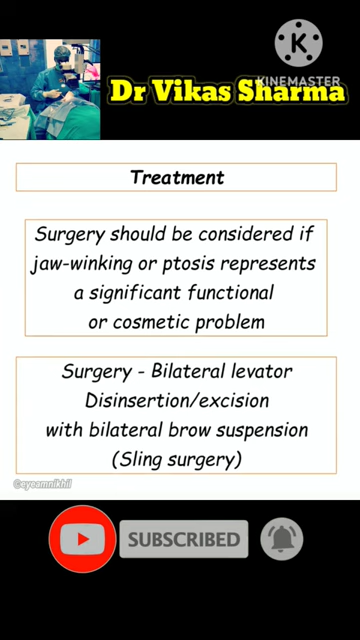 K
KINEMASTER
Dr Vikas Sharma
Treatment
Surgery should be considered if
jaw-winking or ptosis represents
a significant functional
or cosmetic problem
Surgery - Bilateral levator
Disinsertion/excision
with bilateral brow suspension
(Sling surgery)
©eyeamnikhil
SUBSCRIBED